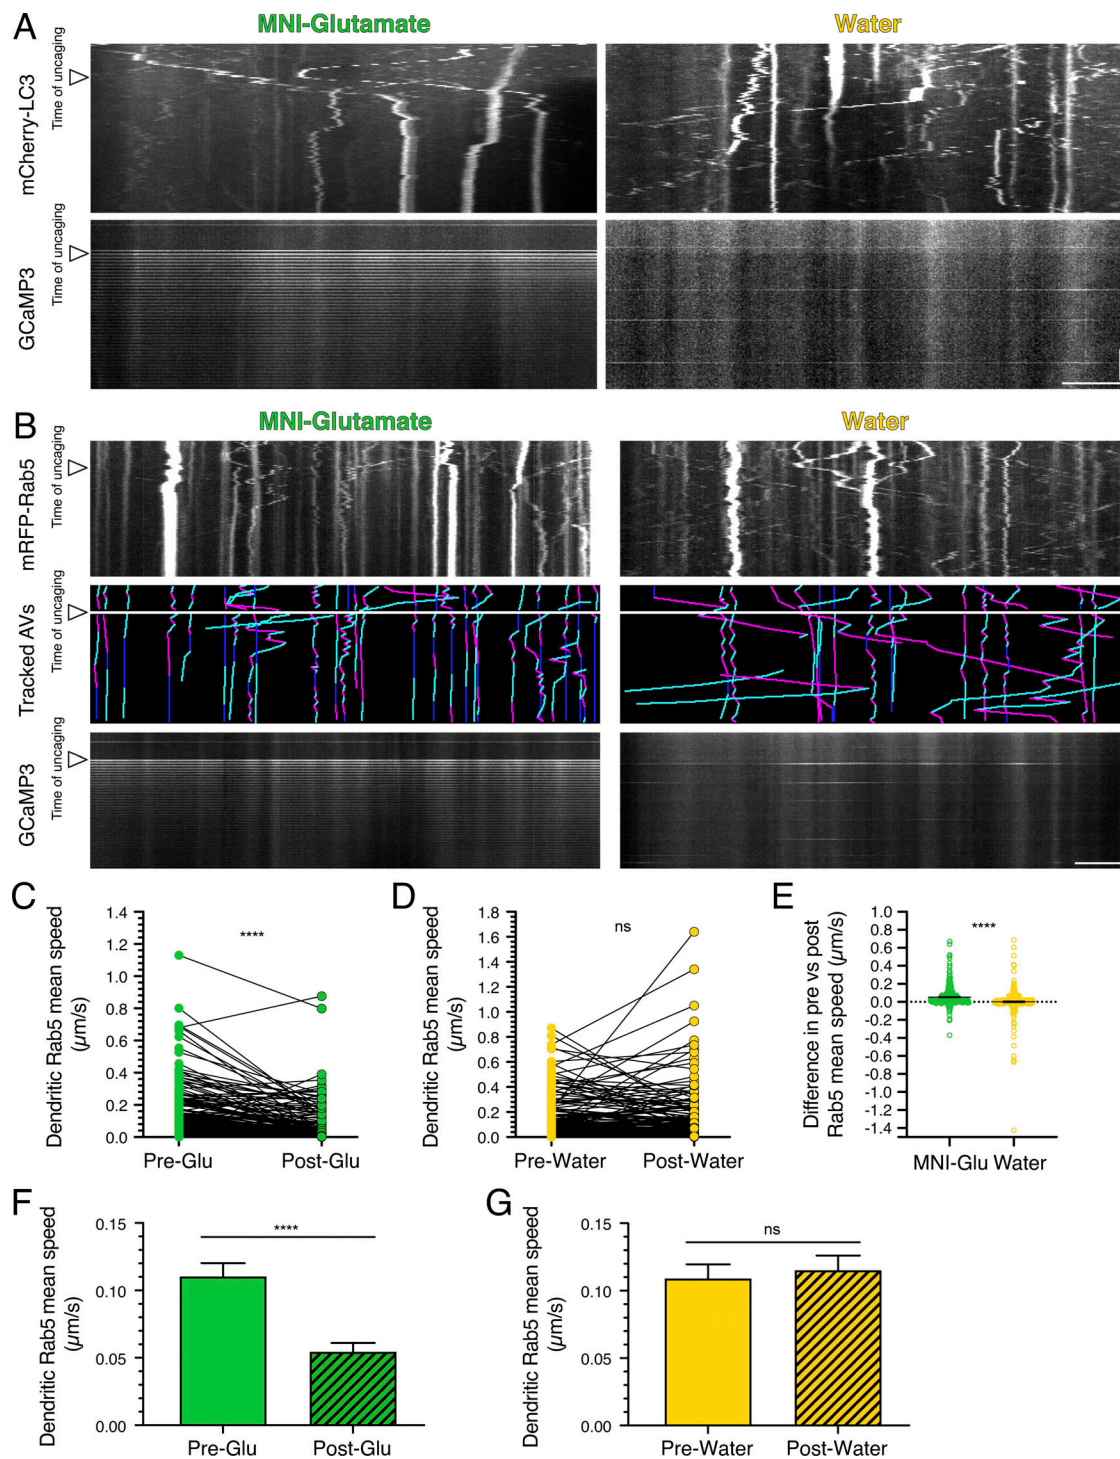 A
MNI-Glutamate
Water
mCherry-LC3
Time of uncaging
GCaMP3
Time of uncaging
B
MNI-Glutamate
Water
mRFP-Rab5
Time of uncaging
Tracked AVs
Time of uncaging
GCaMP3
Time of uncaging
C
Dendritic Rab5 mean speed
(µm/s)
1.4
1.2
1.0
0.8
0.6
0.4
0.2
0.0
****
Pre-Glu
Post-Glu
D
Dendritic Rab5 mean speed
(µm/s)
1.8
1.6
1.4
1.2
1.0
0.8
0.6
0.4
0.2
0.0
ns
Pre-Water
Post-Water
E
Difference in pre vs post
Rab5 mean speed (µm/s)
1.0
0.8
0.6
0.4
0.2
0.0
-0.2
-0.4
-0.6
-0.8
-1.0
-1.2
-1.4
****
MNI-Glu Water
F
Dendritic Rab5 mean speed
(µm/s)
0.15
0.10
0.05
0.00
****
Pre-Glu
Post-Glu
G
Dendritic Rab5 mean speed
(µm/s)
0.15
0.10
0.05
0.00
ns
Pre-Water
Post-Water